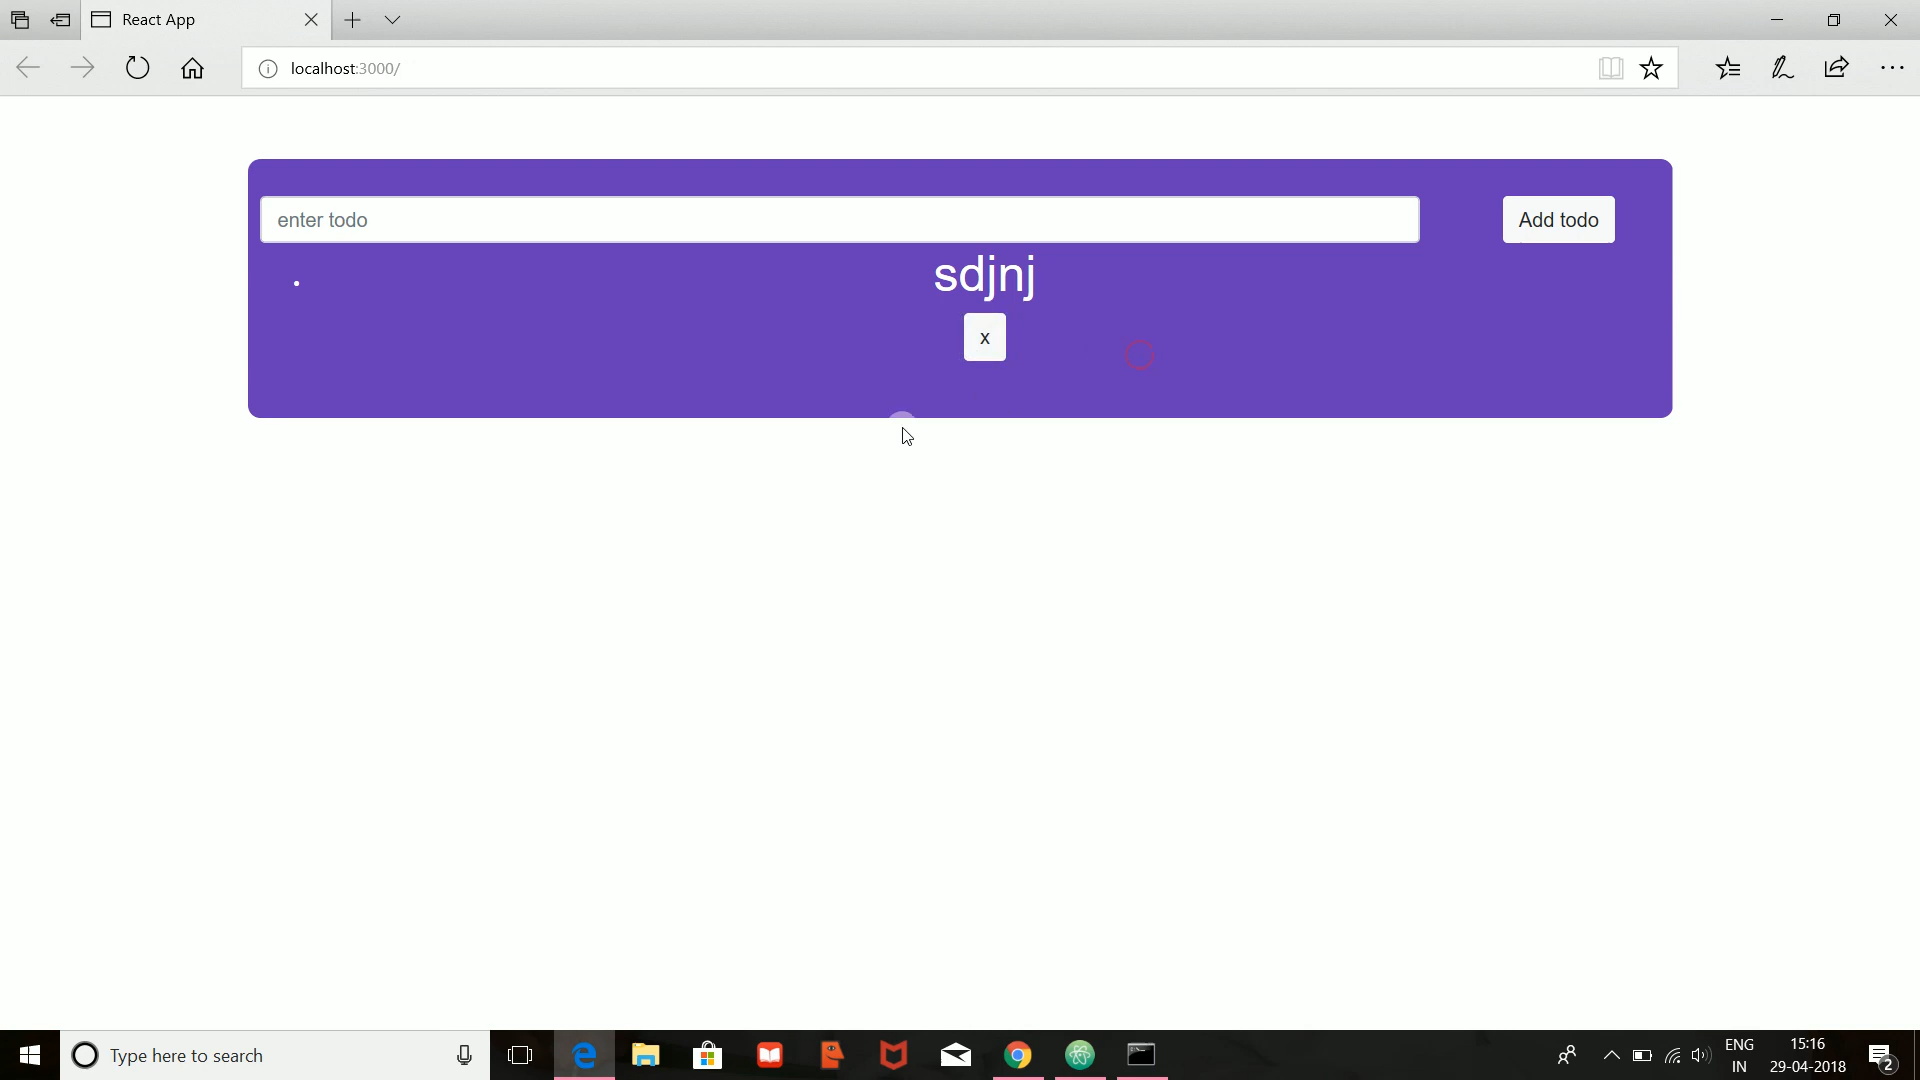 React App
localhost:3000/
enter todo
Add todo
sdjnj
x
Type here to search
ENG
IN
15:16
29-04-2018
2